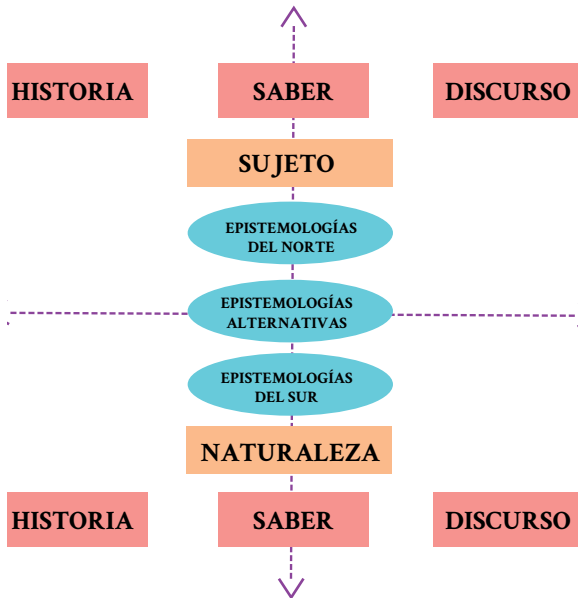 HISTORIA SABER DISCURSO
SUJETO
EPISTEMOLOGÍAS
DEL NORTE
EPISTEMOLOGÍAS
ALTERNATIVAS
EPISTEMOLOGÍAS
DEL SUR
NATURALEZA
HISTORIA SABER DISCURSO